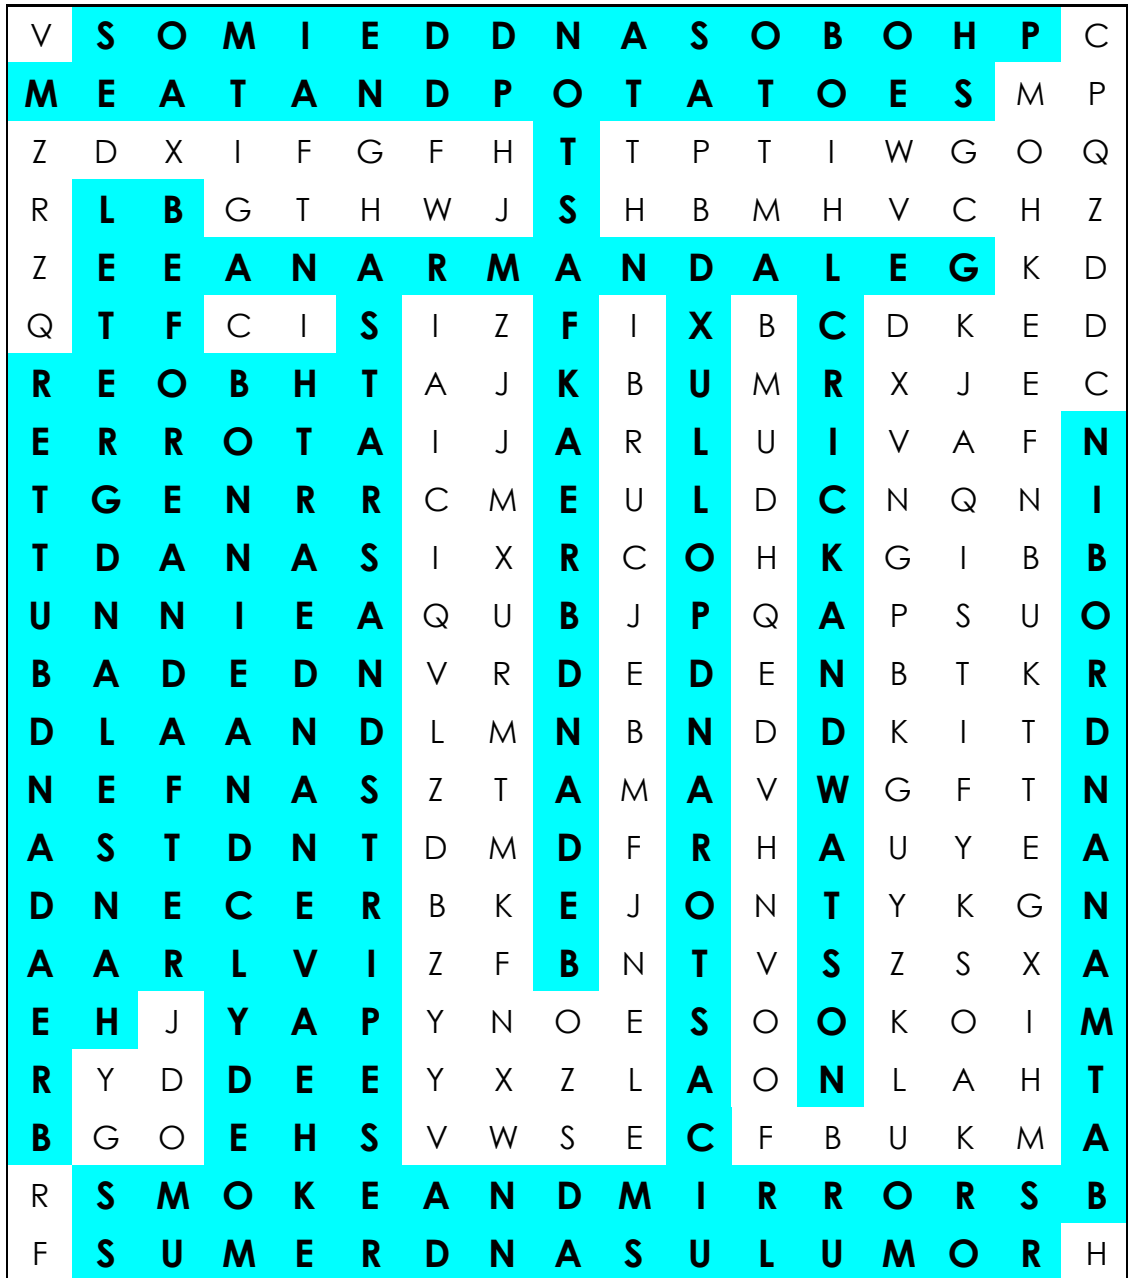 V S O M I E D D N A S O B O H P C
M E A T A N D P O T A T O E S M P
Z D X I F G F H T T P T I W G O Q
R L B G T H W J S H B M H V C H Z
Z E E A N A R M A N D A L E G K D
Q T F C I S I Z F I X B C D K E D
R E O B H T A J K B U M R X J E C
E R R O T A I J A R L U I V A F N
T G E N R R C M E U L D C N Q N I
T D A N A S I X R C O H K G I B B
U N N I E A Q U B J P Q A P S U O
B A D E D N V R D E D E N B T K R
D L A A N D L M N B N D D K I T D
N E F N A S Z T A M A V W G F T N
A S T D N T D M D F R H A U Y E A
D N E C E R B K E J O N T Y K G N
A A R L V I Z F B N T V S Z S X A
E H J Y A P Y N O E S O O K O I M
R Y D D E E Y X Z L A O N L A H T
B G O E H S V W S E C F B U K M A
R S M O K E A N D M I R R O R S B
F S U M E R D N A S U L U M O R H